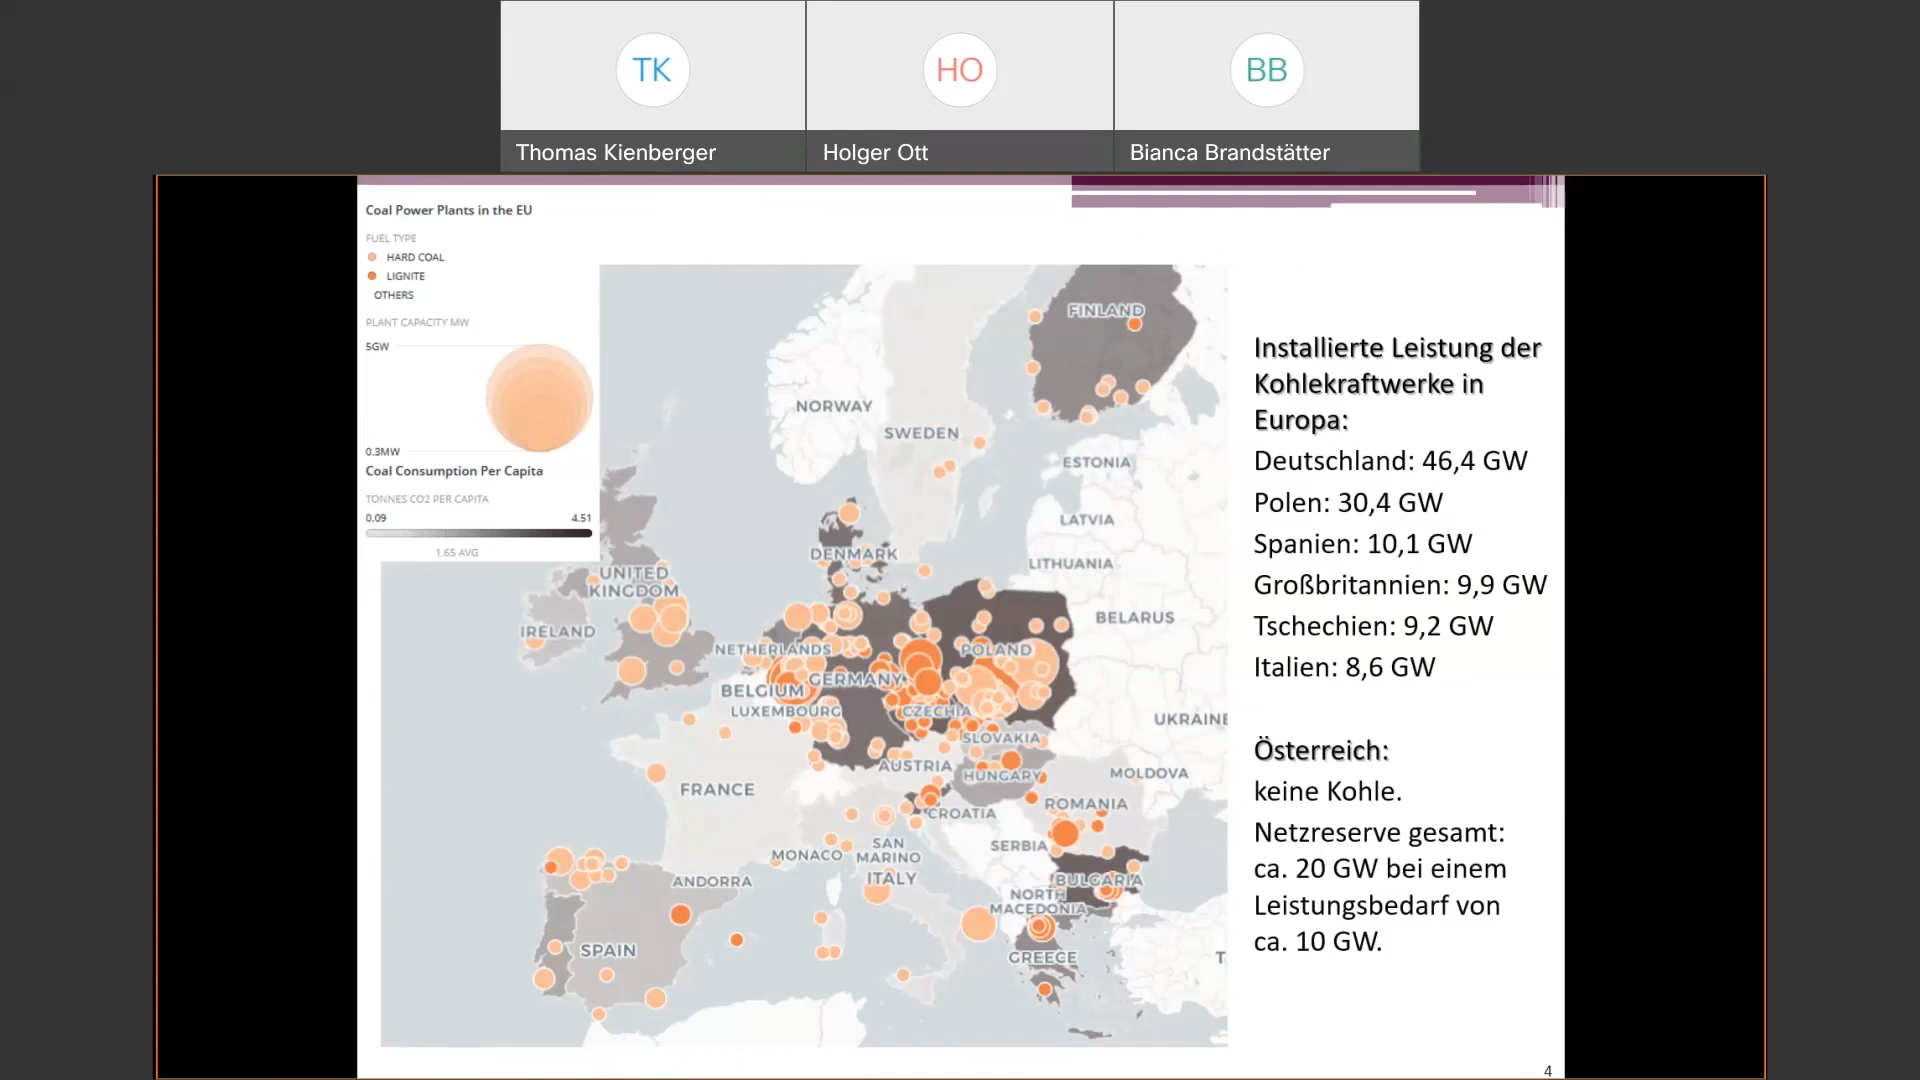 TK
HO
BB
Thomas Kienberger
Holger Ott
Bianca Brandstätter
Coal Power Plants in the EU
FUEL TYPE
HARD COAL
LIGNITE
OTHERS
PLANT CAPACITY MW
5GW
0.3MW
Coal Consumption Per Capita
TONNES CO2 PER CAPITA
0.09
4.51
1.65 AVG
FINLAND
NORWAY
SWEDEN
ESTONIA
LATVIA
DENMARK
LITHUANIA
UNITED
KINGDOM
BELARUS
IRELAND
NETHERLANDS
POLAND
GERMANY
BELGIUM
LUXEMBOURG
CZECHIA
UKRAINE
SLOVAKIA
AUSTRIA
HUNGARY
MOLDOVA
FRANCE
ROMANIA
CROATIA
SAN
MARINO
SERBIA
MONACO
ITALY
ANDORRA
BULGARIA
NORTH
MACEDONIA
SPAIN
GREECE
T
Installierte Leistung der
Kohlekraftwerke in
Europa:
Deutschland: 46,4 GW
Polen: 30,4 GW
Spanien: 10,1 GW
Großbritannien: 9,9 GW
Tschechien: 9,2 GW
Italien: 8,6 GW
Österreich:
keine Kohle.
Netzreserve gesamt:
ca. 20 GW bei einem
Leistungsbedarf von
ca. 10 GW.
4